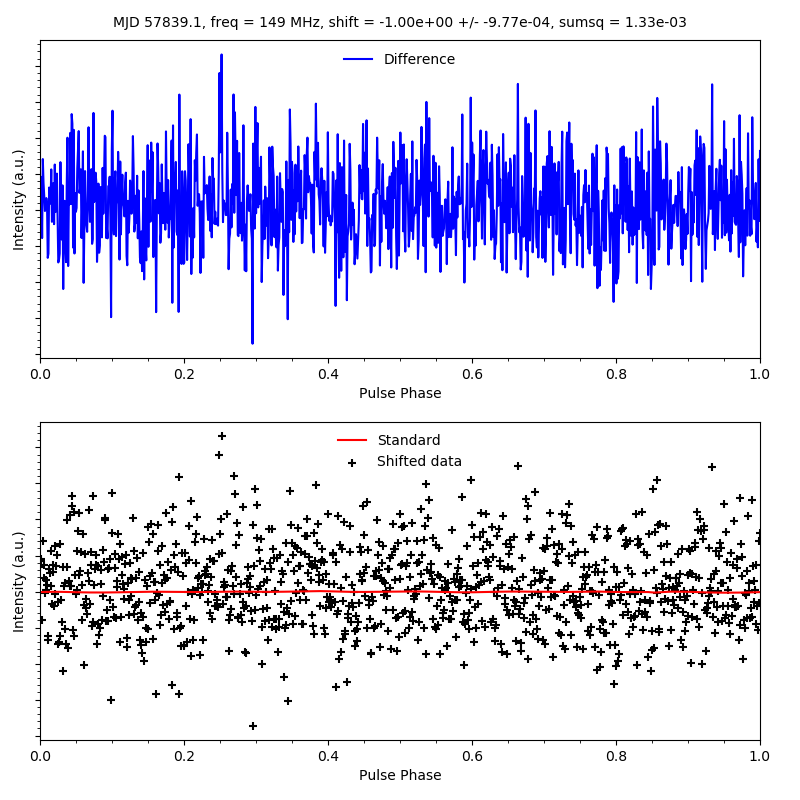 MJD 57839.1, freq = 149 MHz, shift = -1.00e+00 +/- -9.77e-04, sumsq = 1.33e-03
Difference
Intensity (a.u.)
0.0 0.2 0.4 0.6 0.8 1.0
Pulse Phase
Standard
Shifted data
Intensity (a.u.)
0.0 0.2 0.4 0.6 0.8 1.0
Pulse Phase